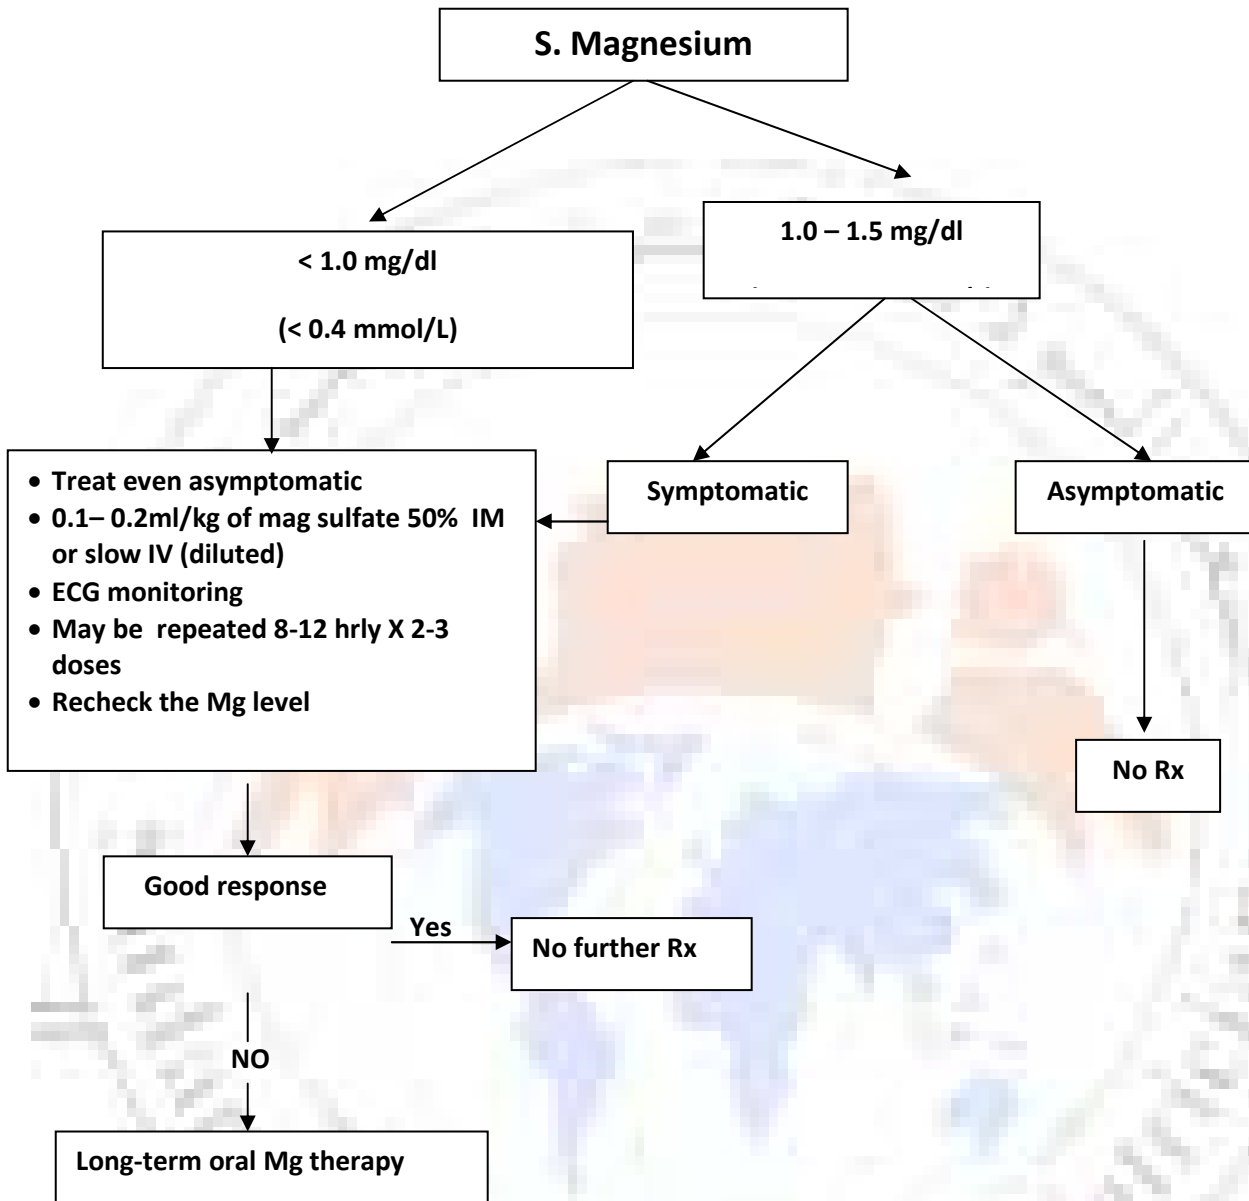 S. Magnesium
< 1.0 mg/dl
(< 0.4 mmol/L)
1.0 – 1.5 mg/dl
• Treat even asymptomatic
• 0.1– 0.2ml/kg of mag sulfate 50% IM
or slow IV (diluted)
• ECG monitoring
• May be repeated 8-12 hrly X 2-3
doses
• Recheck the Mg level
Symptomatic
Asymptomatic
No Rx
Good response
Yes
No further Rx
NO
Long-term oral Mg therapy